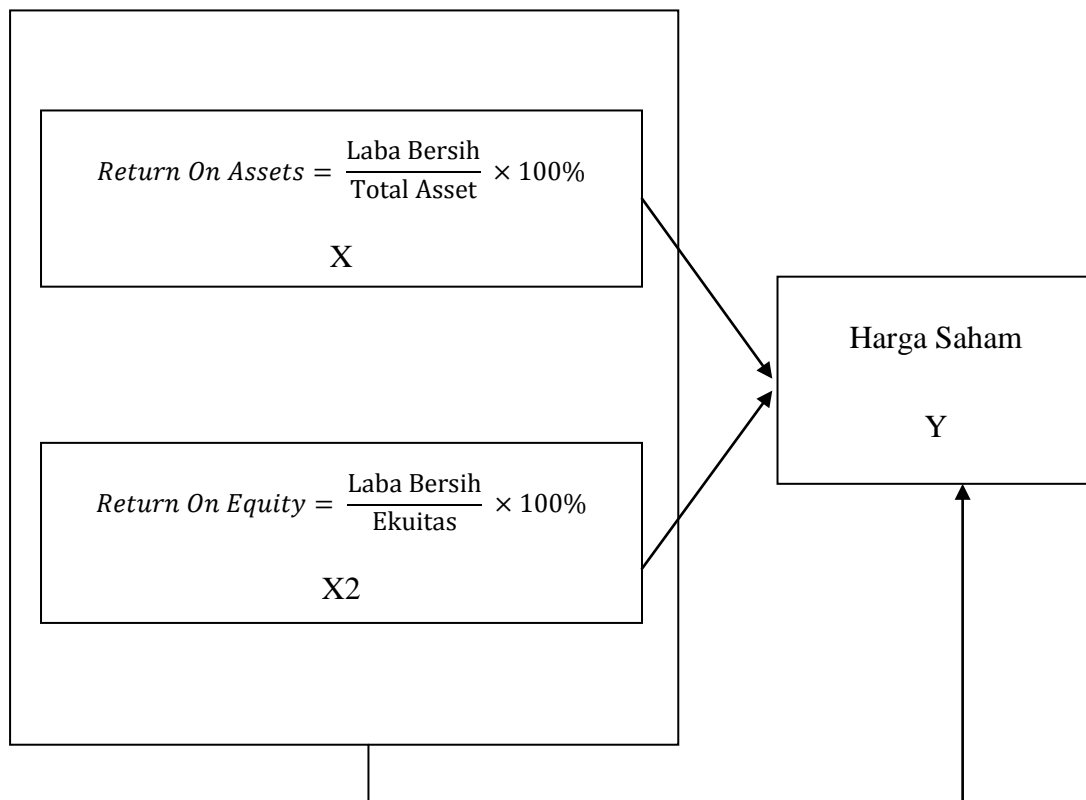 Return On Assets = Laba Bersih / Total Asset × 100%
X
Harga Saham
Y
Return On Equity = Laba Bersih / Ekuitas × 100%
X2